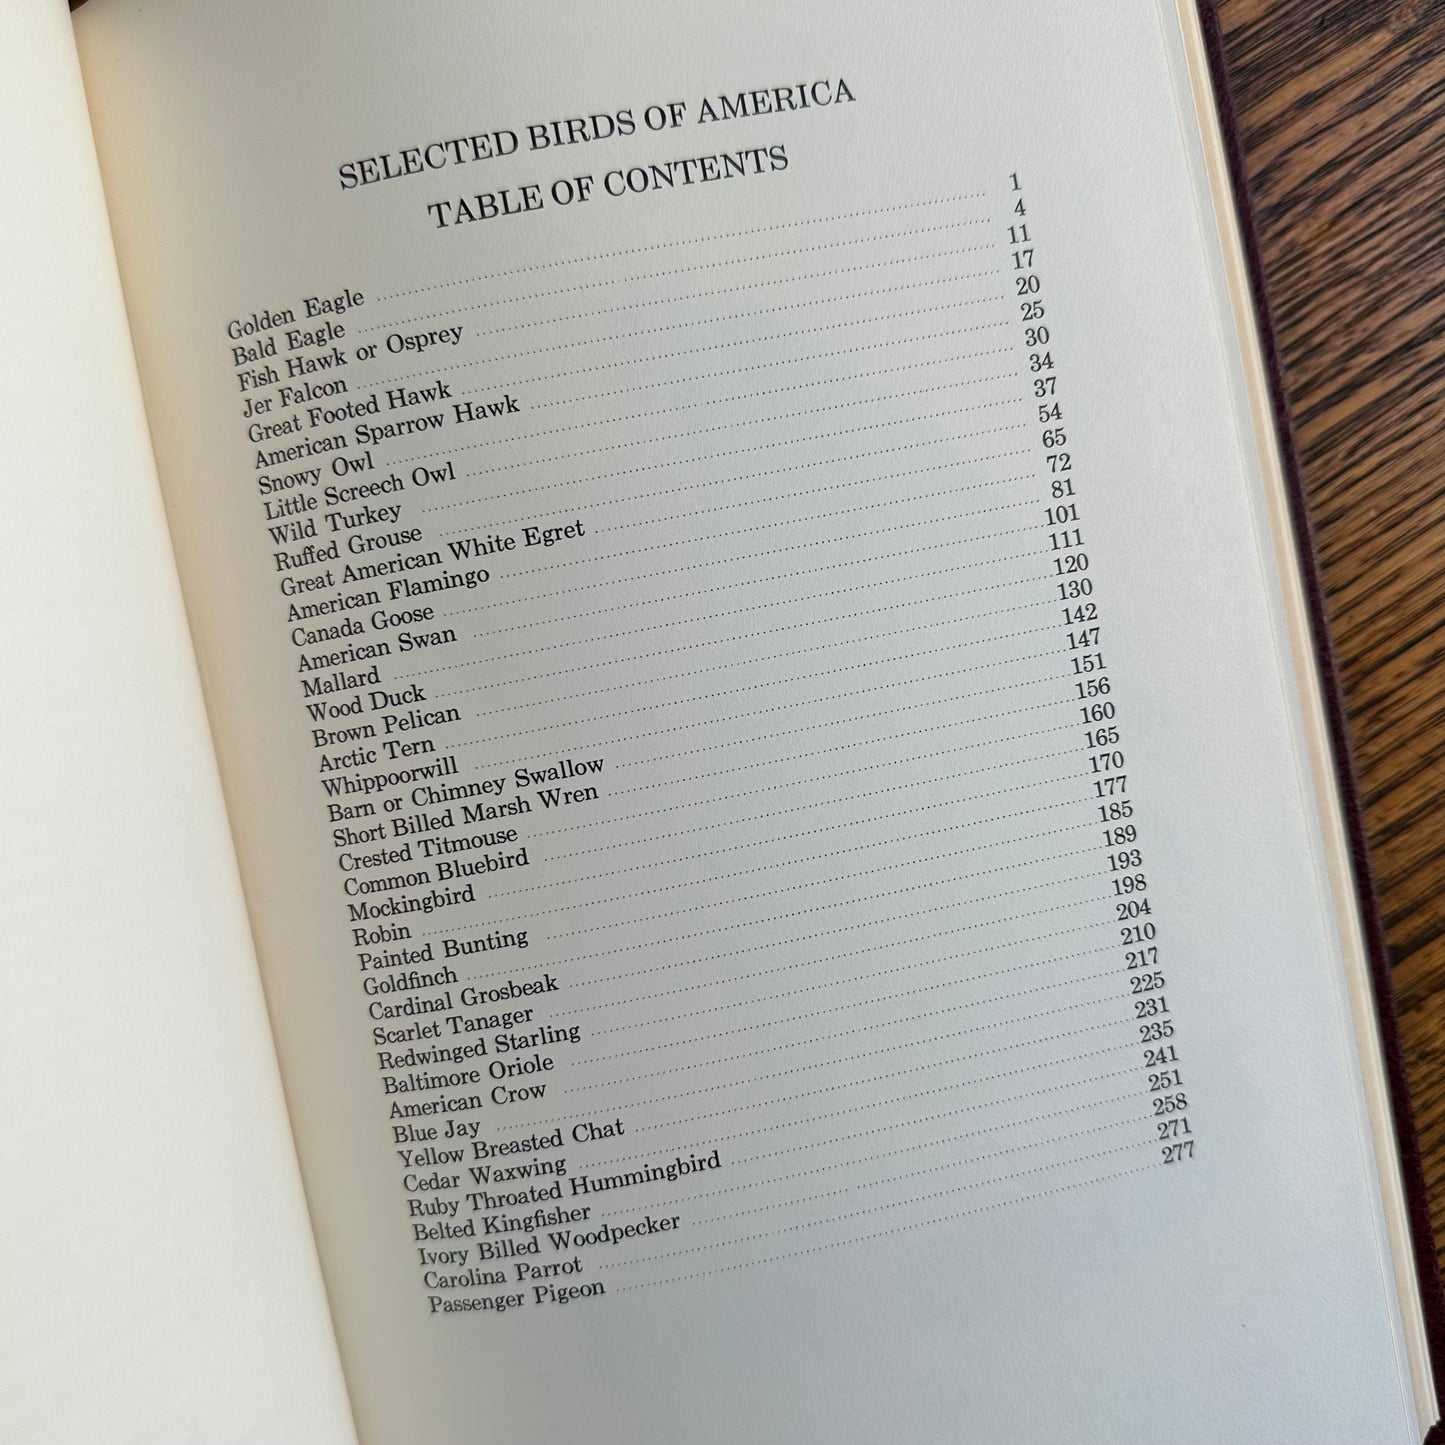 SELECTED BIRDS OF AMERICA
TABLE OF CONTENTS
Golden Eagle 1
Bald Eagle 4
Fish Hawk or Osprey 11
Jer Falcon 17
Great Footed Hawk 20
American Sparrow Hawk 25
Snowy Owl 30
Little Screech Owl 34
Wild Turkey 37
Ruffed Grouse 54
Great American White Egret 65
American Flamingo 72
Canada Goose 81
American Swan 101
Mallard 111
Wood Duck 120
Brown Pelican 130
Arctic Tern 142
Whippoorwill 147
Barn or Chimney Swallow 151
Short Billed Marsh Wren 156
Crested Titmouse 160
Common Bluebird 165
Mockingbird 170
Robin 177
Painted Bunting 185
Goldfinch 189
Cardinal Grosbeak 193
Scarlet Tanager 198
Redwinged Starling 204
Baltimore Oriole 210
American Crow 217
Blue Jay 225
Yellow Breasted Chat 231
Cedar Waxwing 235
Ruby Throated Hummingbird 241
Belted Kingfisher 251
Ivory Billed Woodpecker 258
Carolina Parrot 271
Passenger Pigeon 277